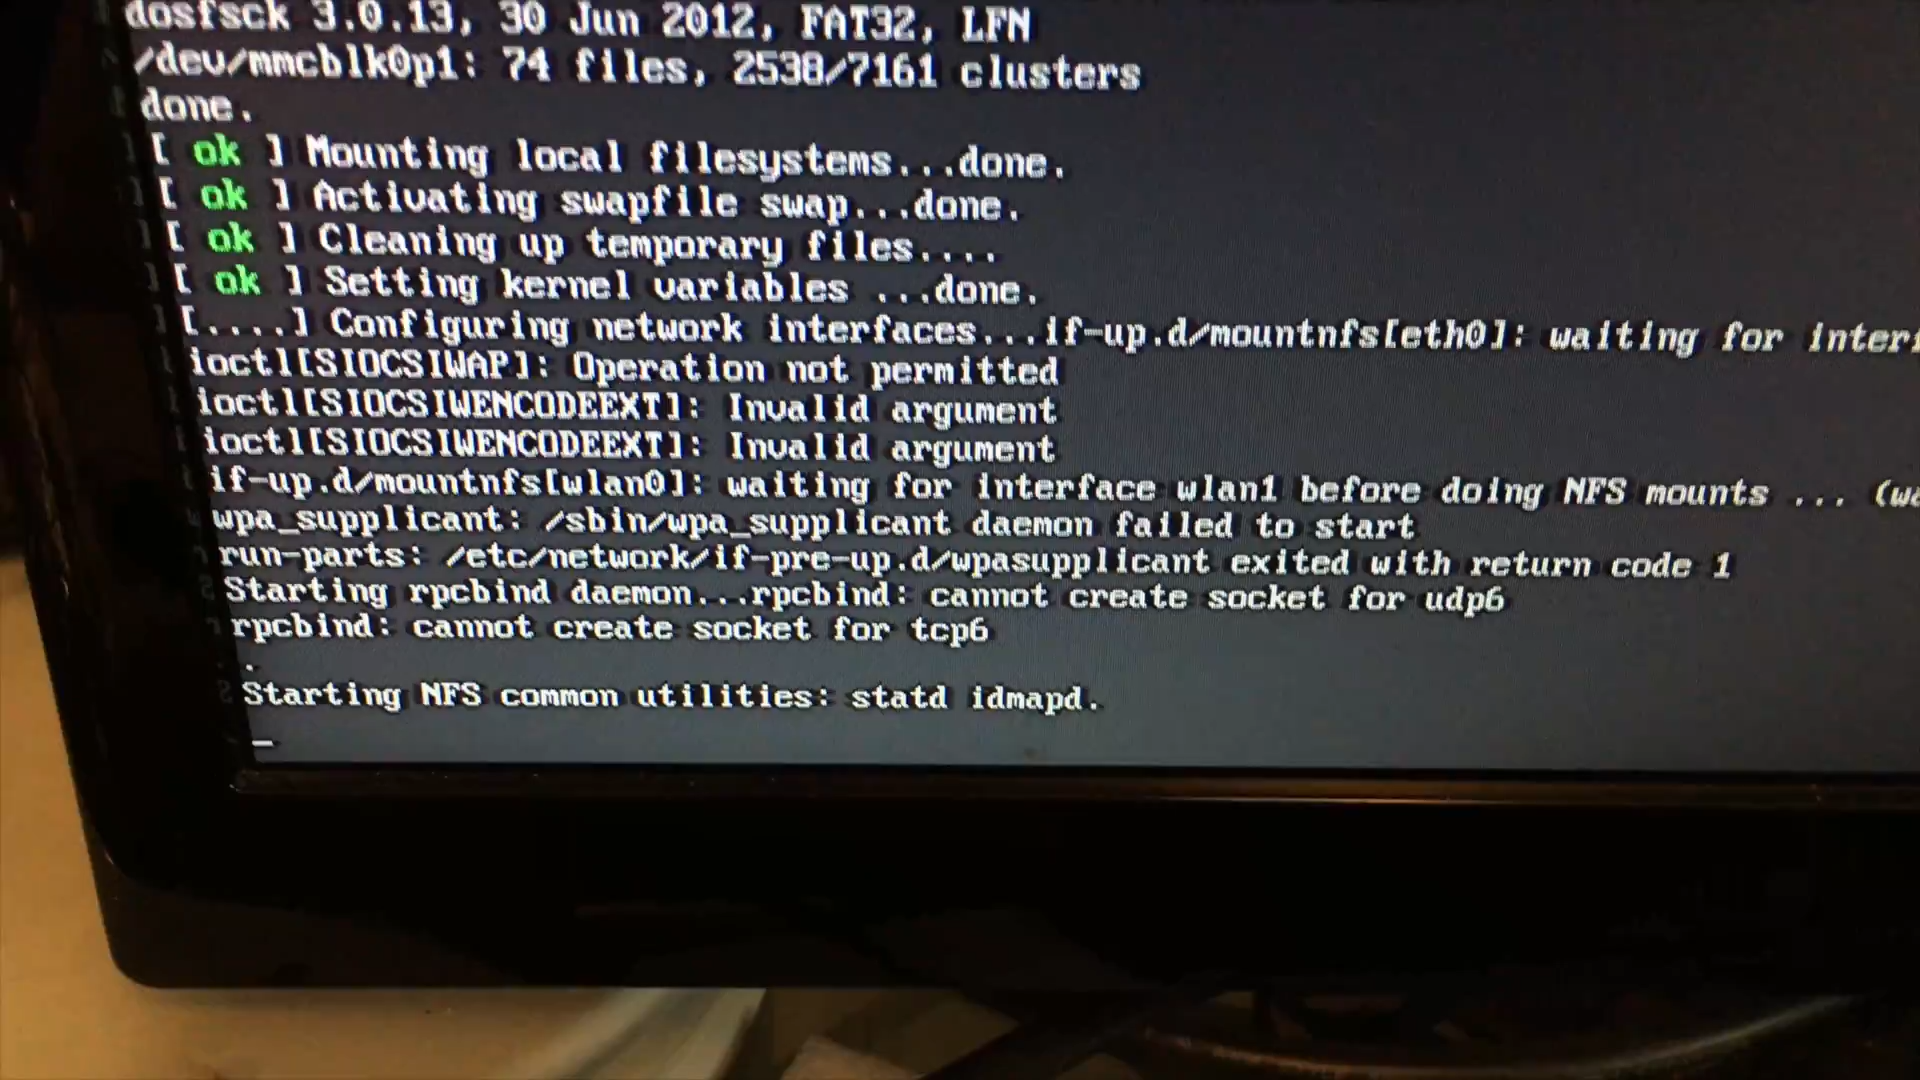 dosfsck 3.0.13, 30 Jun 2012, FAT32, LFN
/dev/mmcblk0p1: 74 files, 2538/7161 clusters
done.
[ ok ] Mounting local filesystems...done.
[ ok ] Activating swapfile swap...done.
[ ok ] Cleaning up temporary files....
[ ok ] Setting kernel variables ...done.
[....] Configuring network interfaces...if-up.d/mountnfs[eth0]: waiting for
ioctl[SIOCSIWAP]: Operation not permitted
ioctl[SIOCSIWENCODEEXT]: Invalid argument
ioctl[SIOCSIWENCODEEXT]: Invalid argument
if-up.d/mountnfs[wlan0]: waiting for interface wlan1 before doing NFS mounts ...
wpa_supplicant: /sbin/wpa_supplicant daemon failed to start
run-parts: /etc/network/if-pre-up.d/wpasupplicant exited with return code 1
Starting rpcbind daemon...rpcbind: cannot create socket for udp6
rpcbind: cannot create socket for tcp6
.
Starting NFS common utilities: statd idmapd.
_